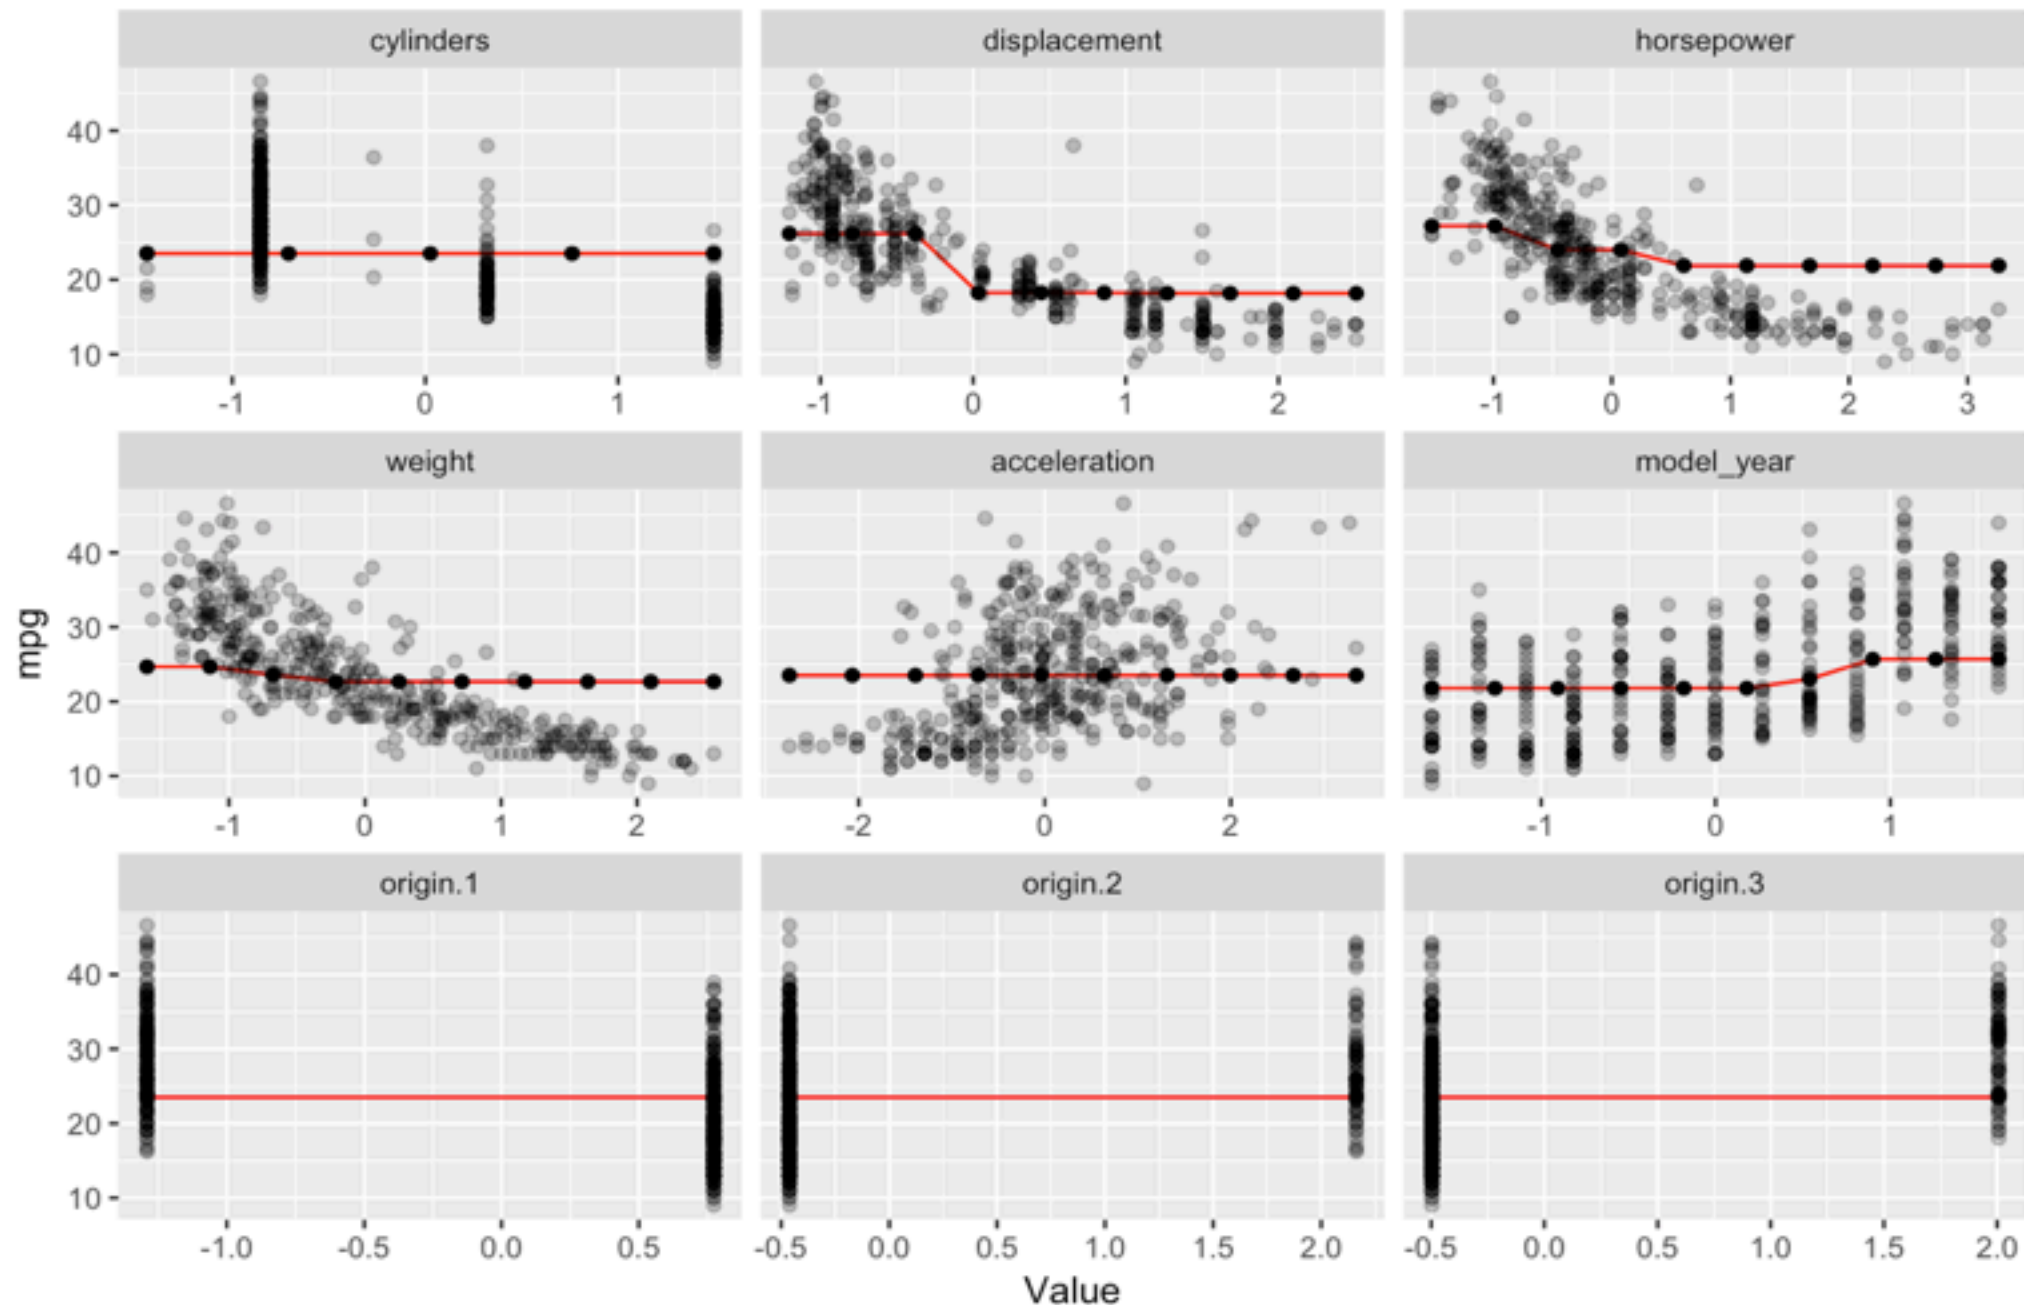 cylinders displacement horsepower
40
30
20
10
-1 0 1 -1 0 1 2 -1 0 1 2 3
weight acceleration model_year
mpg
40
30
20
10
-1 0 1 2 -2 0 2 -1 0 1
origin.1 origin.2 origin.3
40
30
20
10
-1.0 -0.5 0.0 0.5 -0.5 0.0 0.5 1.0 1.5 2.0 -0.5 0.0 0.5 1.0 1.5 2.0
Value